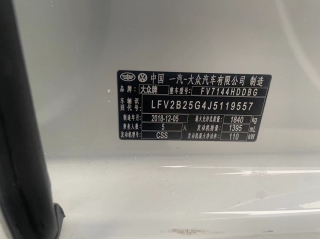 中国 一汽-大众汽车有限公司 制造
品牌 大众牌 整车型号 FV7144HDDBG
车辆识别代号 LFV2B25G4J5119557
制造年月 2018-12-05 最大允许总质量 1840 kg
乘坐人数 5 人 发动机排量 1395 mL
发动机型号 CSS 发动机最大净功率 110 kW